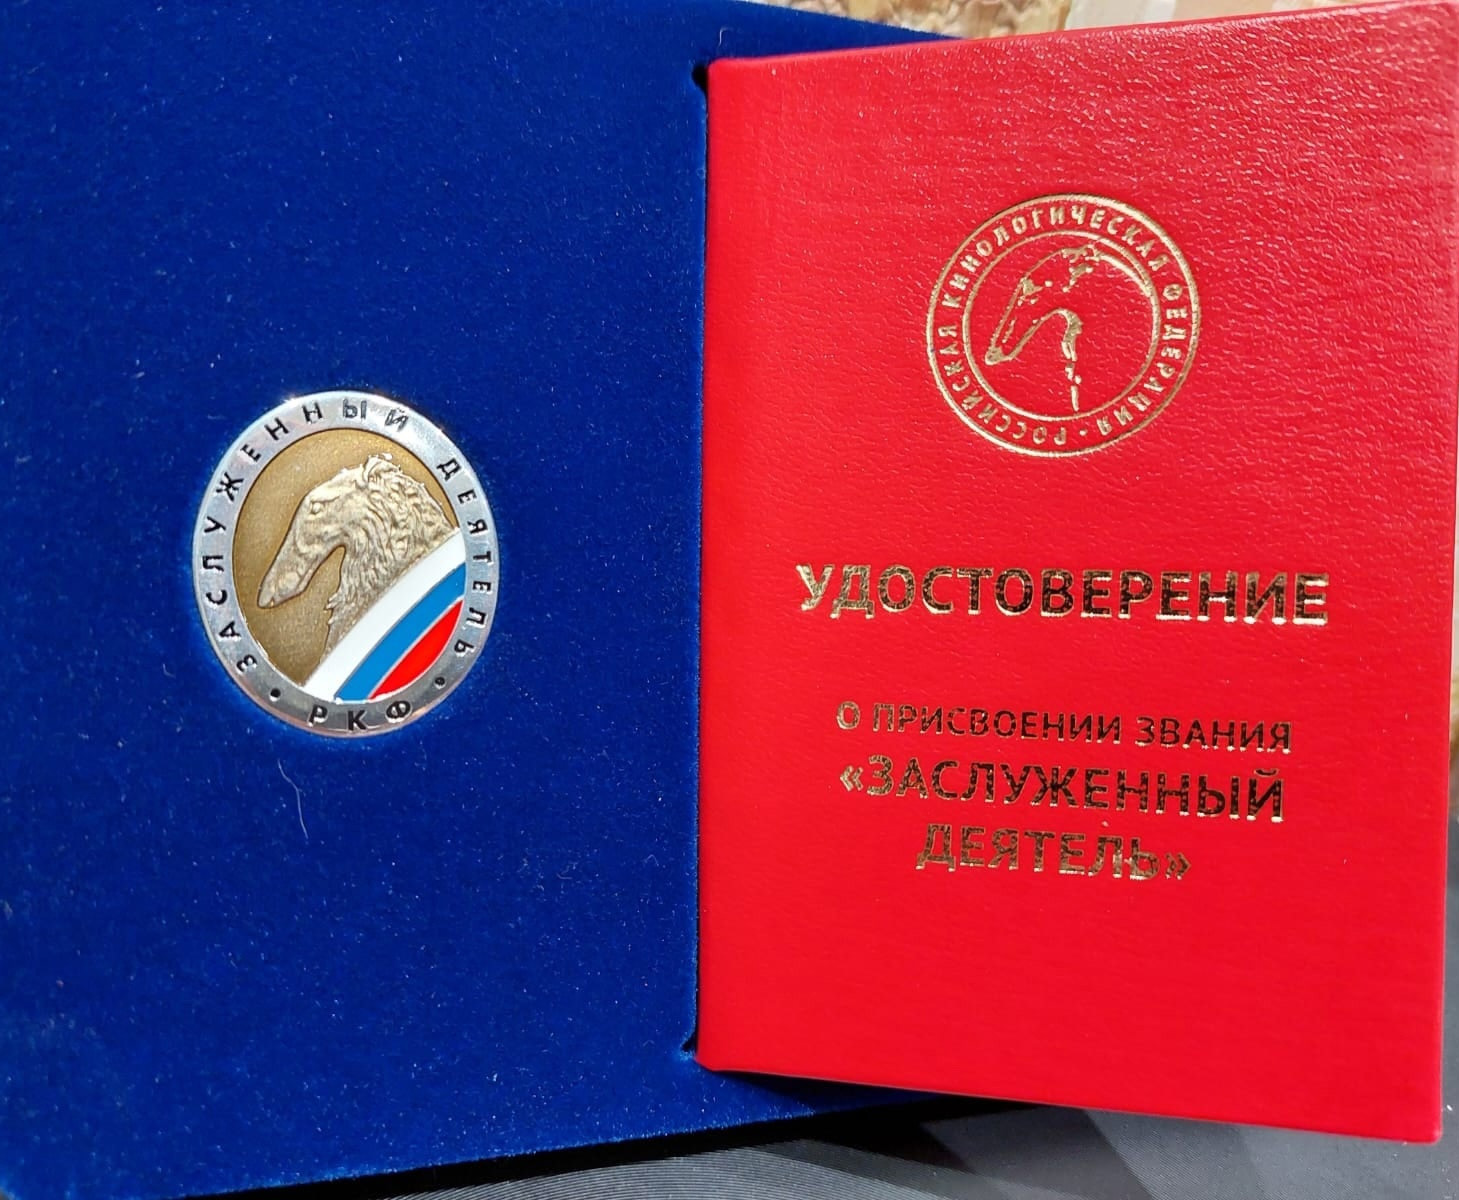 ЗАСЛУЖЕННЫЙ ДЕЯТЕЛЬ • РКФ •
РОССИЙСКАЯ КИНОЛОГИЧЕСКАЯ ФЕДЕРАЦИЯ •
УДОСТОВЕРЕНИЕ
О ПРИСВОЕНИИ ЗВАНИЯ
«ЗАСЛУЖЕННЫЙ
ДЕЯТЕЛЬ»